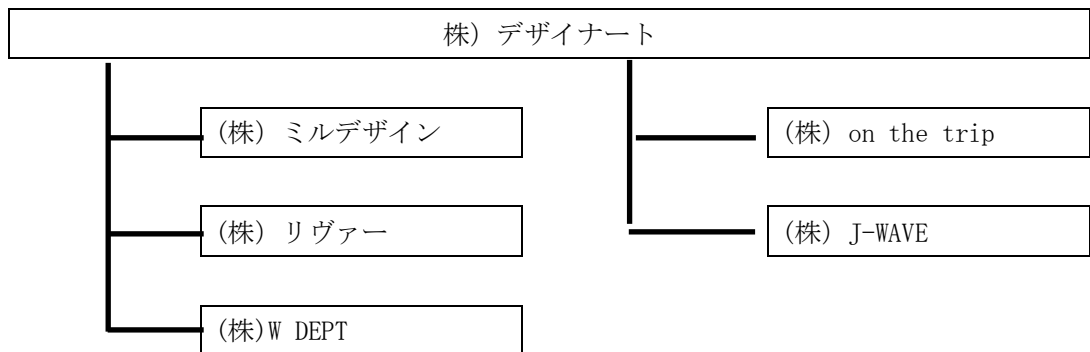 株）デザイナート
（株）ミルデザイン
（株）on the trip
（株）リヴァー
（株）J-WAVE
(株)W DEPT